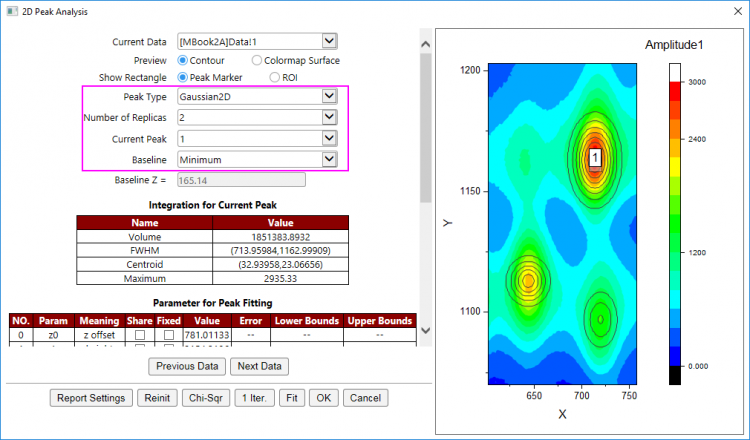 2D Peak Analysis
Current Data [MBook2A]Data!1
Preview Contour Colormap Surface
Show Rectangle Peak Marker ROI
Peak Type Gaussian2D
Number of Replicas 2
Current Peak 1
Baseline Minimum
Baseline Z = 165.14
Integration for Current Peak
Name Value
Volume 1851383.8932
FWHM (713.95984,1162.99909)
Centroid (32.93958,23.06656)
Maximum 2935.33
Parameter for Peak Fitting
NO. Param Meaning Share Fixed Value Error Lower Bounds Upper Bounds
0 z0 z offset 781.01133 -- -- --
Previous Data Next Data
Report Settings Reinit Chi-Sqr 1 Iter. Fit OK Cancel
Amplitude1
1200
1150
1100
Y
650 700 750
X
1
3000
2400
1200
0.000